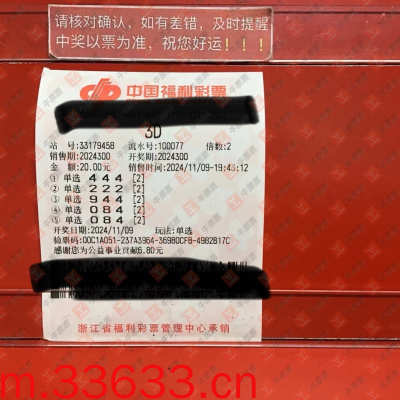 请核对确认，如有差错，及时提醒
中奖以票为准，祝您好运！！！
中国福利彩票
3D
站 号:33179458 流水号:100077 倍数:2
销售期:2024300 开奖期:2024300
金 额:20.00元 销售时间:2024/11/09-19:43:12
① 单选 4 4 4 [2]
② 单选 2 2 2 [2]
③ 单选 9 4 4 [2]
④ 单选 0 8 4 [2]
⑤ 单选 0 8 4 [2]
开奖日期:2024/11/09 玩法:单选
验票码:00C1A051-237A3964-36980CFB-4982B17C
感谢您为公益事业贡献6.80元
浙江省福利彩票管理中心承销
m.33633.cn